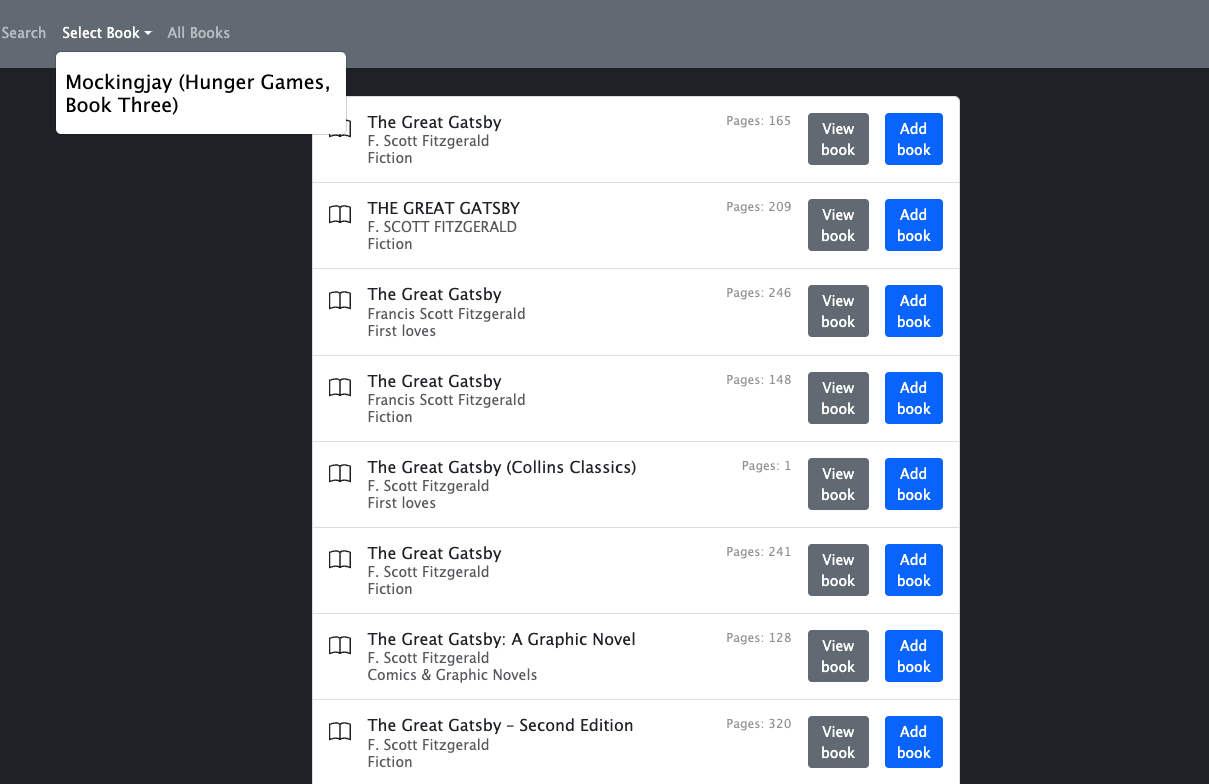 Search Select Book All Books
Mockingjay (Hunger Games,
Book Three)
The Great Gatsby
F. Scott Fitzgerald
Fiction
Pages: 165
View
book
Add
book
THE GREAT GATSBY
F. SCOTT FITZGERALD
Fiction
Pages: 209
View
book
Add
book
The Great Gatsby
Francis Scott Fitzgerald
First loves
Pages: 246
View
book
Add
book
The Great Gatsby
Francis Scott Fitzgerald
Fiction
Pages: 148
View
book
Add
book
The Great Gatsby (Collins Classics)
F. Scott Fitzgerald
First loves
Pages: 1
View
book
Add
book
The Great Gatsby
F. Scott Fitzgerald
Fiction
Pages: 241
View
book
Add
book
The Great Gatsby: A Graphic Novel
F. Scott Fitzgerald
Comics & Graphic Novels
Pages: 128
View
book
Add
book
The Great Gatsby – Second Edition
F. Scott Fitzgerald
Fiction
Pages: 320
View
book
Add
book